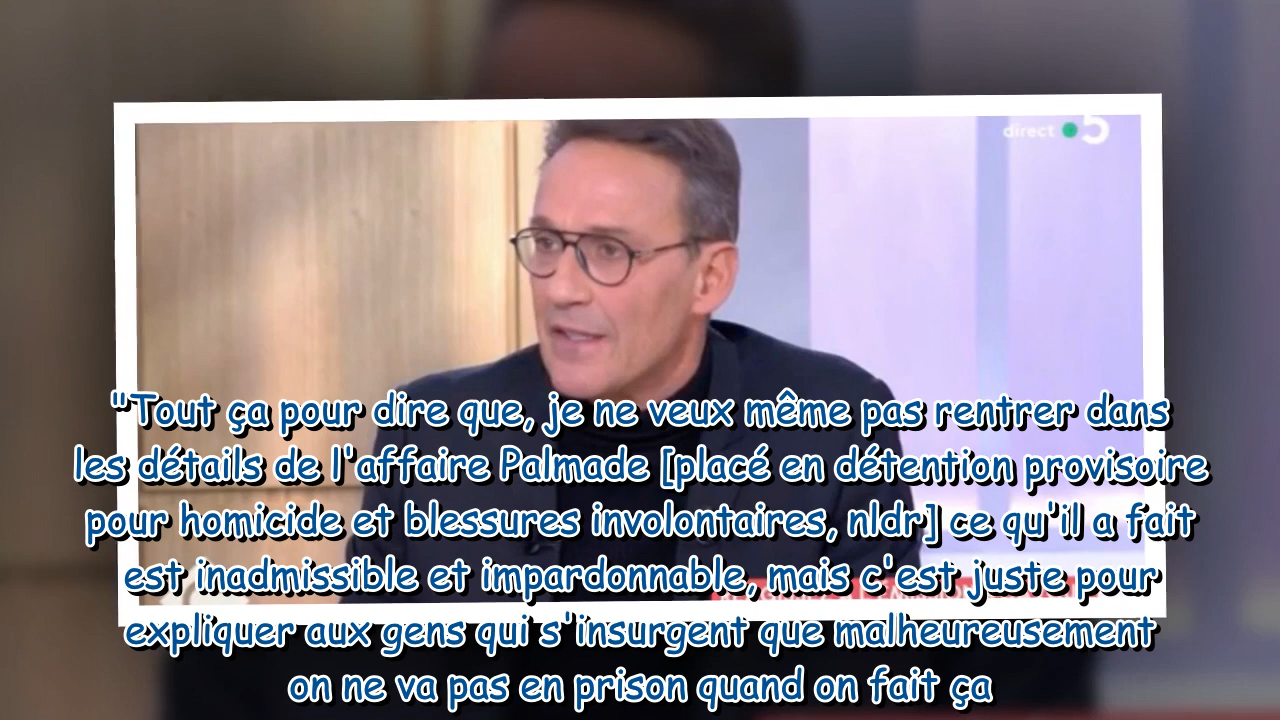 direct 5
"Tout ça pour dire que, je ne veux même pas rentrer dans
les détails de l'affaire Palmade [placé en détention provisoire
pour homicide et blessures involontaires, nldr] ce qu'il a fait
est inadmissible et impardonnable, mais c'est juste pour
expliquer aux gens qui s'insurgent que malheureusement
on ne va pas en prison quand on fait ça